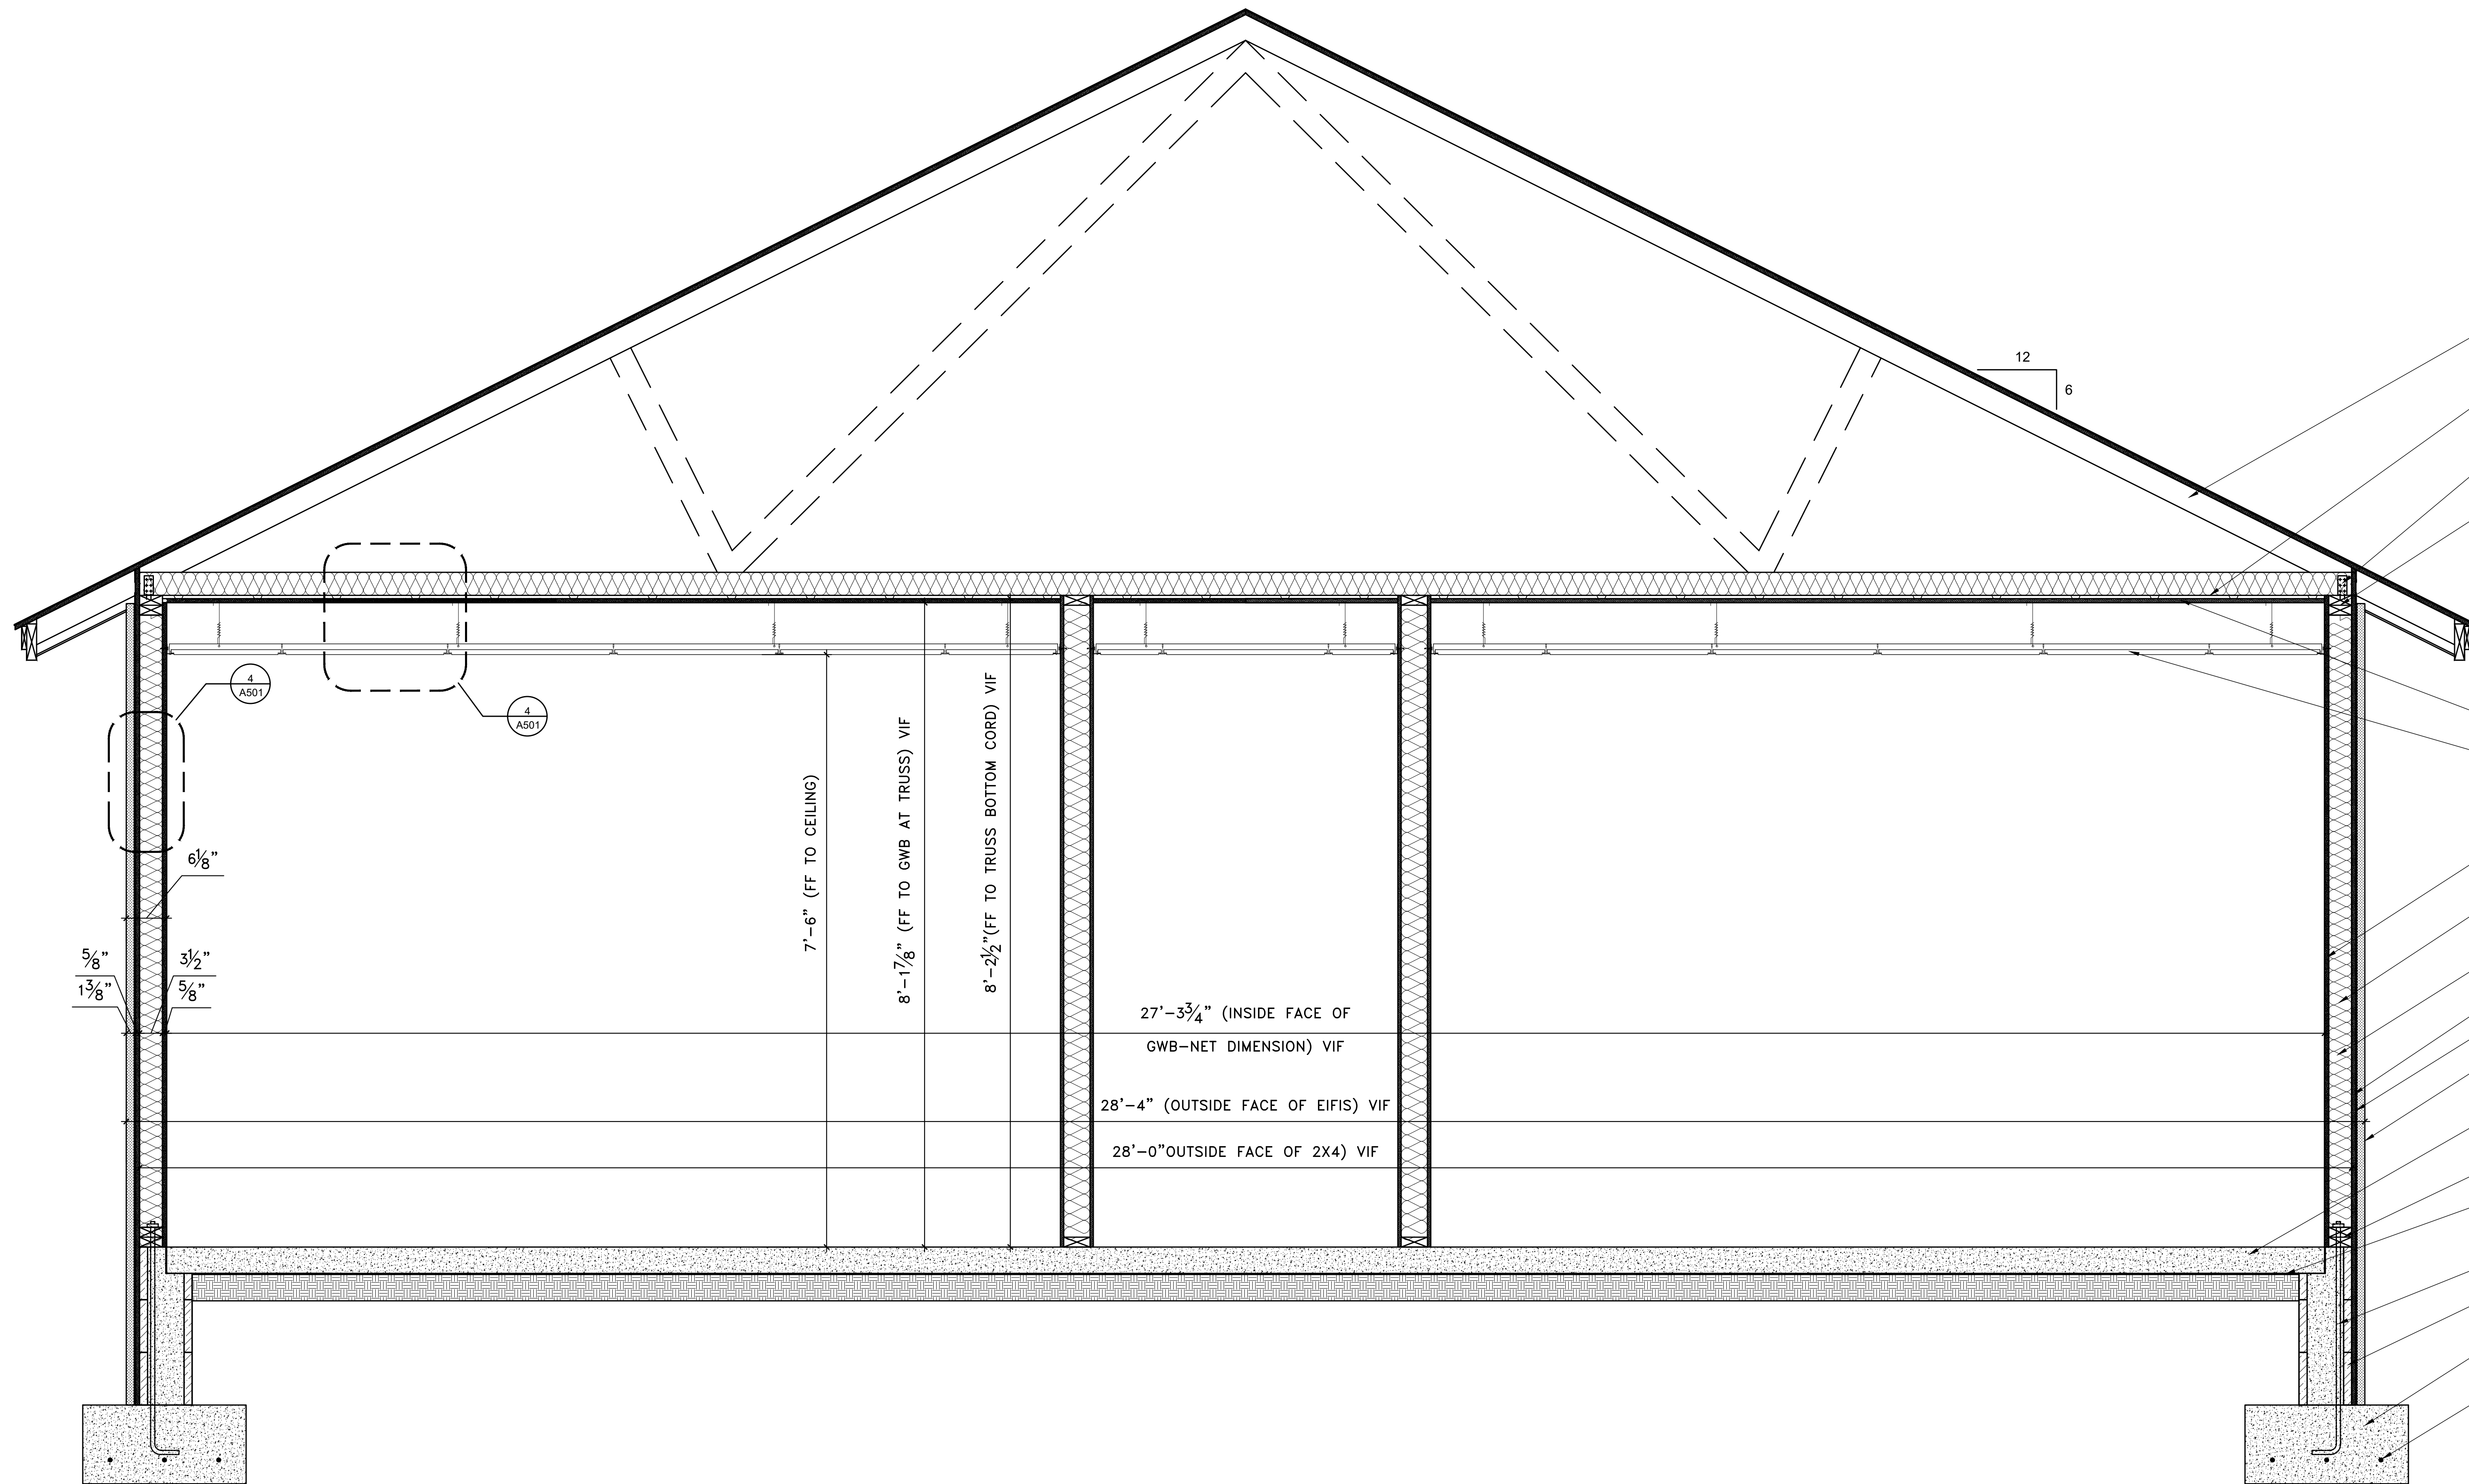 12
6
4
A501
4
A501
6⅛"
⅝"
3½"
1⅜"
⅝"
7'-6" (FF TO CEILING)
8'-1⅞" (FF TO GWB AT TRUSS) VIF
8'-2½"(FF TO TRUSS BOTTOM CORD) VIF
27'-3¾" (INSIDE FACE OF
GWB-NET DIMENSION) VIF
28'-4" (OUTSIDE FACE OF EIFIS) VIF
28'-0"OUTSIDE FACE OF 2X4) VIF